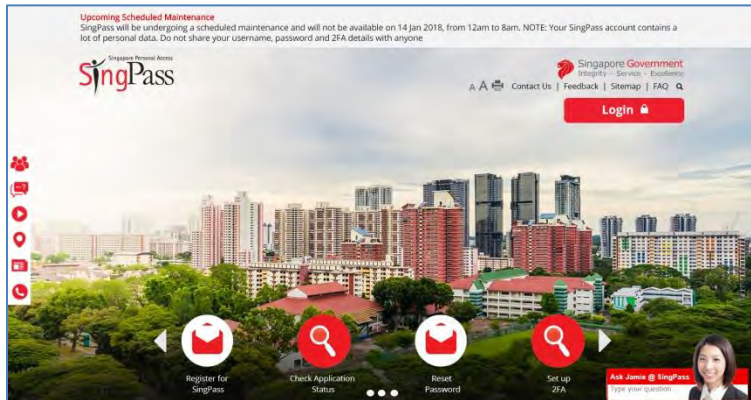 Upcoming Scheduled Maintenance
SingPass will be undergoing a scheduled maintenance and will not be available on 14 Jan 2018, from 12am to 8am. NOTE: Your SingPass account contains a
lot of personal data. Do not share your username, password and 2FA details with anyone
Singapore Personal Access
SingPass
Singapore Government
Integrity · Service · Excellence
A A Contact Us | Feedback | Sitemap | FAQ
Login
Register for
SingPass
Check Application
Status
Reset
Password
Set up
2FA
Ask Jamie @ SingPass
Type your question...